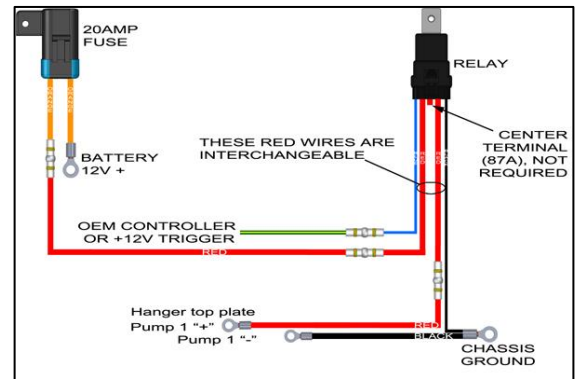 20AMP
FUSE
RELAY
BATTERY
12V +
THESE RED WIRES ARE
INTERCHANGEABLE
CENTER
TERMINAL
(87A), NOT
REQUIRED
OEM CONTROLLER
OR +12V TRIGGER
RED
Hanger top plate
Pump 1 "+"
Pump 1 "-"
RED
BLACK
CHASSIS
GROUND